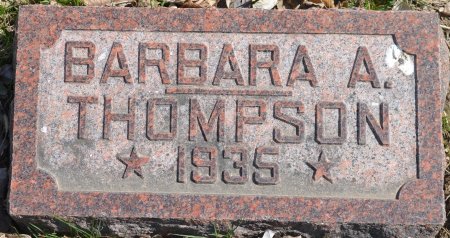 BARBARA A.
THOMPSON
★ 1935 ★